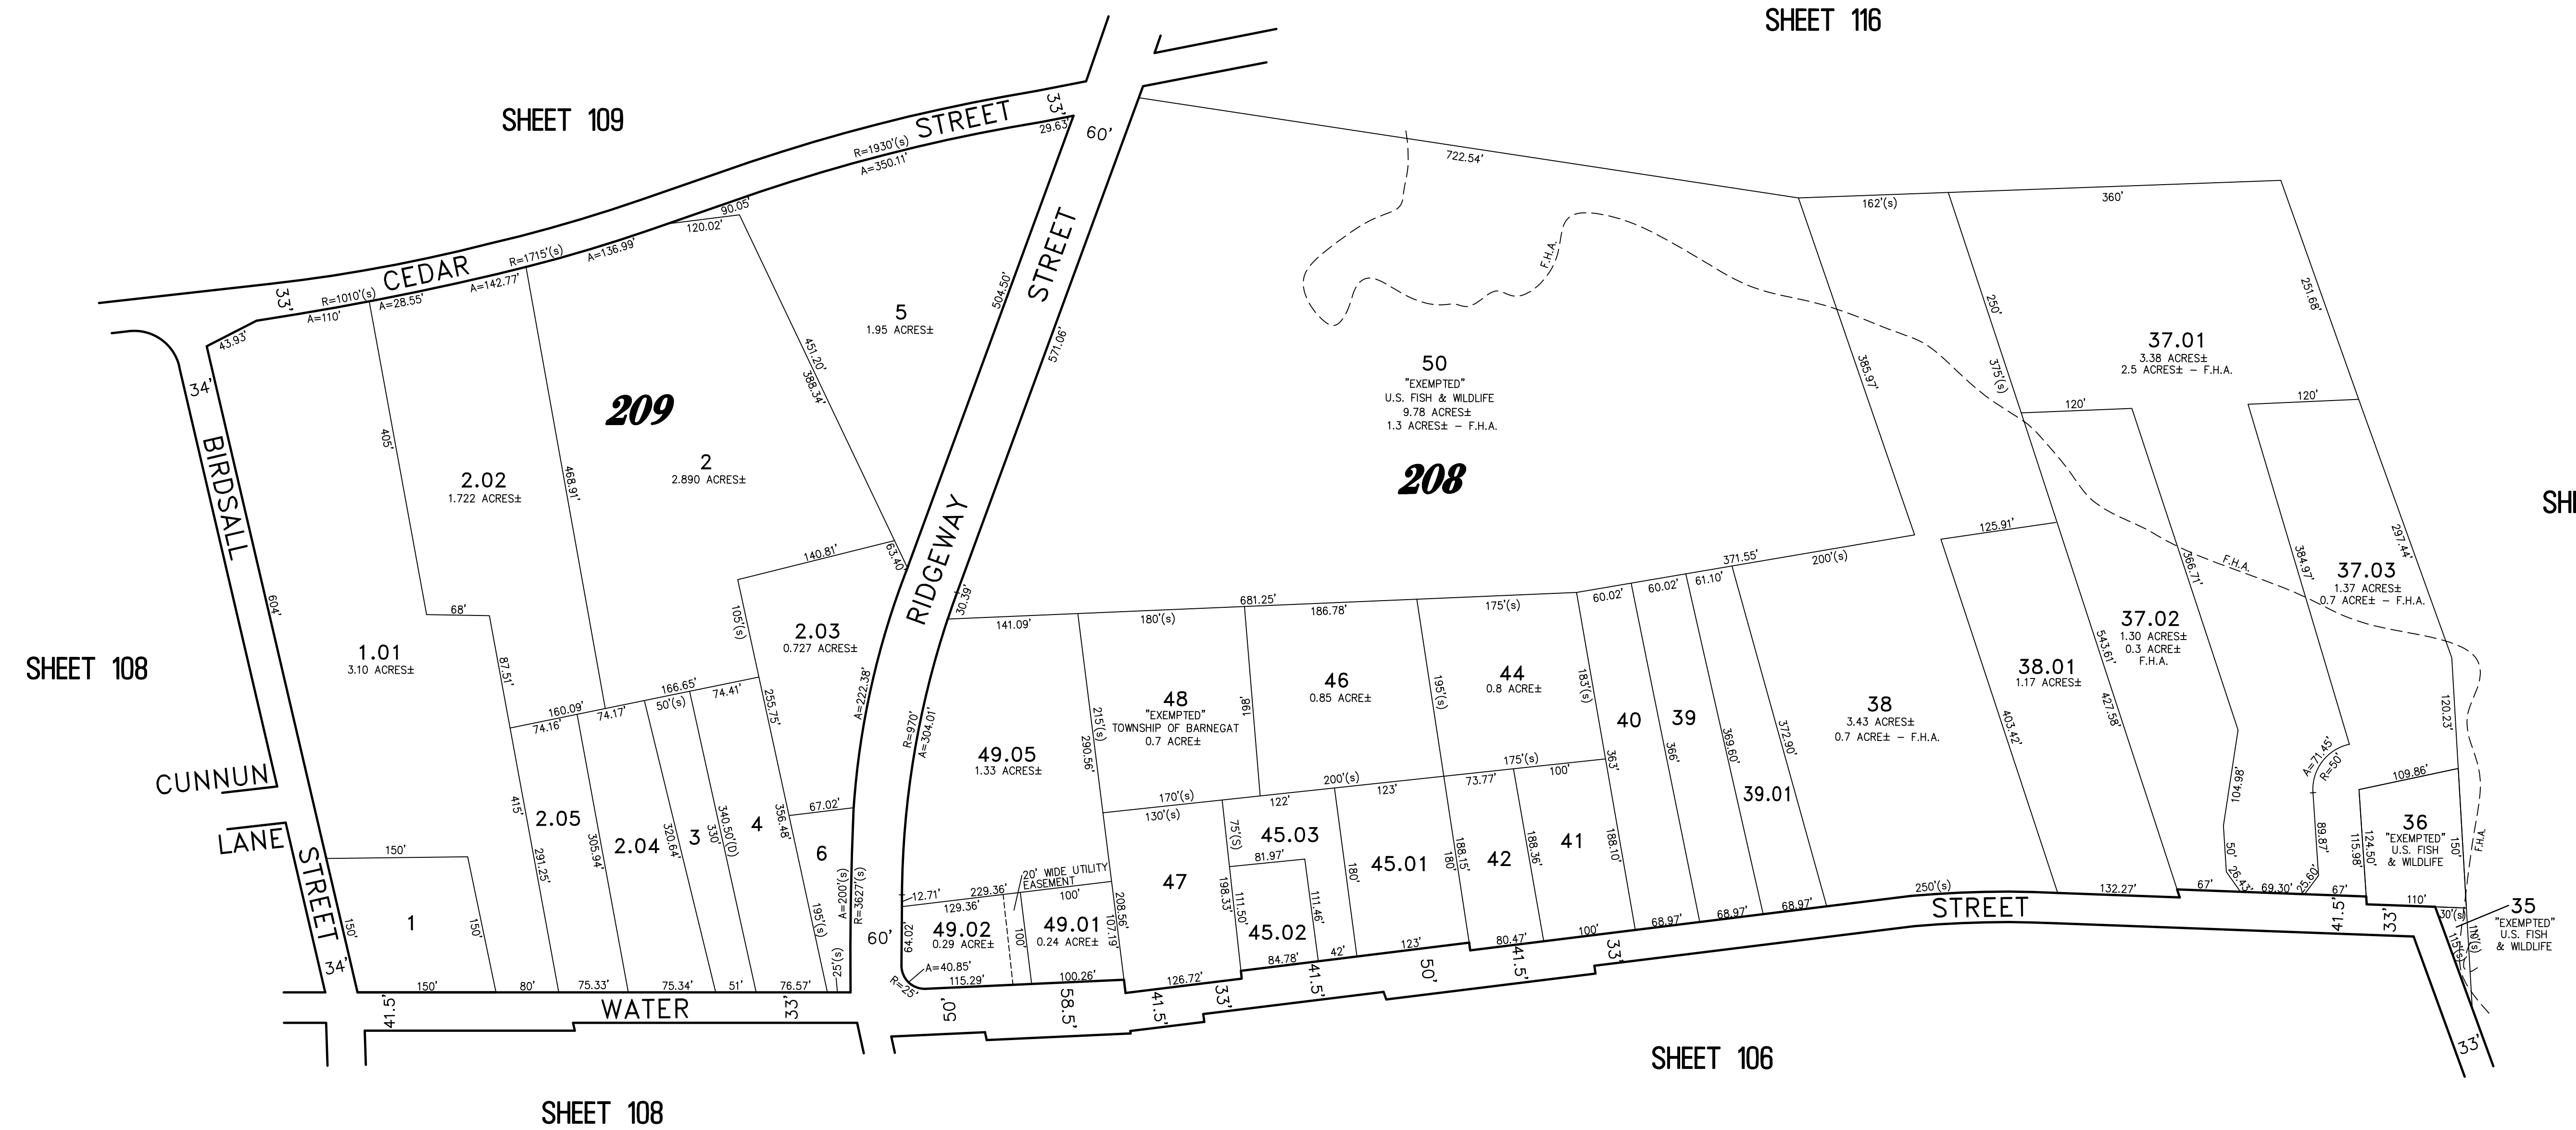 SHEET 116
SHEET 109
SHEET 108
SHEET 108
SHEET 106
SHE
CEDAR
STREET
33'
33'
60'
29.63'
R=1930'(s)
A=350.11'
90.05'
120.02'
R=1715'(s)
A=136.99'
A=142.77'
R=1010'(s)
A=28.55'
A=110'
43.93'
34'
BIRDSALL
STREET
34'
604'
CUNNUN
LANE
209
1.01
3.10 ACRES±
405'
68'
87.51'
415'
150'
150'
150'
1
150'
2.02
1.722 ACRES±
468.91'
2
2.890 ACRES±
451.20'
388.34'
5
1.95 ACRES±
504.50'
63.40'
140.81'
105'(s)
2.03
0.727 ACRES±
255.75'
67.02'
A=222.38'
160.09'
74.16'
74.17'
166.65'
50'(s)
74.41'
2.05
291.25'
305.94'
2.04
320.64'
3
330'
340.50'(D)
4
356.48'
6
195'(s)
A=200'(s)
R=3627'(s)
25'(s)
80'
75.33'
75.34'
51'
76.57'
41.5'
WATER
33'
RIDGEWAY
STREET
571.06'
30.39'
R=970'
A=304.01'
60'
722.54'
50
"EXEMPTED"
U.S. FISH & WILDLIFE
9.78 ACRES±
1.3 ACRES± - F.H.A.
208
F.H.A.
162'(s)
360'
385.97'
250'
375'(s)
251.68'
37.01
3.38 ACRES±
2.5 ACRES± - F.H.A.
120'
120'
125.91'
371.55'
200'(s)
681.25'
141.09'
180'(s)
186.78'
175'(s)
60.02'
60.02'
61.10'
49.05
1.33 ACRES±
215'(s)
290.56'
48
"EXEMPTED"
TOWNSHIP OF BARNEGAT
0.7 ACRE±
198'
46
0.85 ACRE±
195'(s)
44
0.8 ACRE±
183'(s)
363'
40
366'
39
369.60'
39.01
372.90'
38
3.43 ACRES±
0.7 ACRE± - F.H.A.
403.42'
38.01
1.17 ACRES±
543.61'
427.58'
37.02
1.30 ACRES±
0.3 ACRE±
F.H.A.
366.71'
F.H.A.
384.97'
297.44'
37.03
1.37 ACRES±
0.7 ACRE± - F.H.A.
120.23'
104.98'
50'
26.43'
69.30'
25.60'
A=71.45'
R=50'
89.87'
109.86'
115.98'
124.50'
36
"EXEMPTED"
U.S. FISH
& WILDLIFE
150'
F.H.A.
35
"EXEMPTED"
U.S. FISH
& WILDLIFE
30'(s)
110'
115'(s)
110'(s)
170'(s)
130'(s)
200'(s)
122'
123'
175'(s)
73.77'
100'
47
75'(S)
198.33'
111.50'
45.03
81.97'
111.46'
45.02
180'
45.01
180'
188.15'
42
188.36'
41
188.10'
12.71'
229.36'
129.36'
20' WIDE UTILITY
EASEMENT
100'
49.02
0.29 ACRE±
49.01
0.24 ACRE±
100'
208.56'
107.19'
64.02'
A=40.85'
R=25'
115.29'
100.26'
126.72'
84.78'
42'
123'
80.47'
100'
68.97'
68.97'
68.97'
250'(s)
STREET
132.27'
67'
67'
41.5'
33'
50'
58.5'
41.5'
33'
41.5'
50'
41.5'
33'
33'